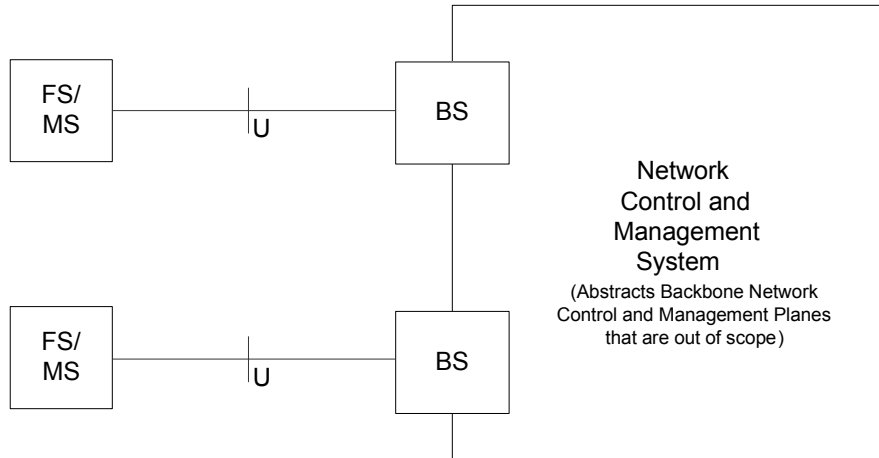 FS/
MS
U
BS
Network
Control and
Management
System
(Abstracts Backbone Network
Control and Management Planes
that are out of scope)
FS/
MS
U
BS